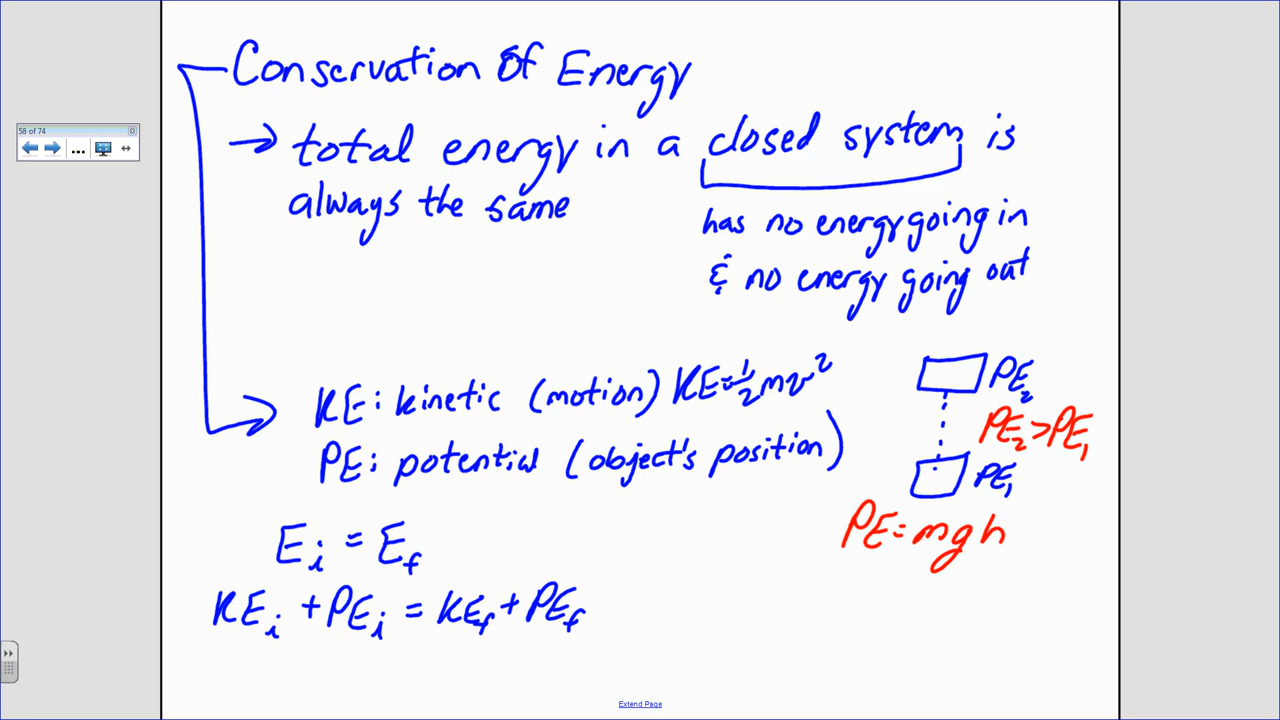 Conservation of Energy
58 of 74
→ total energy in a closed system is
always the same
has no energy going in
& no energy going out
KE: kinetic (motion) KE=½mv²
PE₂
PE₂>PE₁
PE: potential (object's position)
PE₁
PE=mgh
Eᵢ = E_f
KEᵢ + PEᵢ = KE_f + PE_f
Extend Page